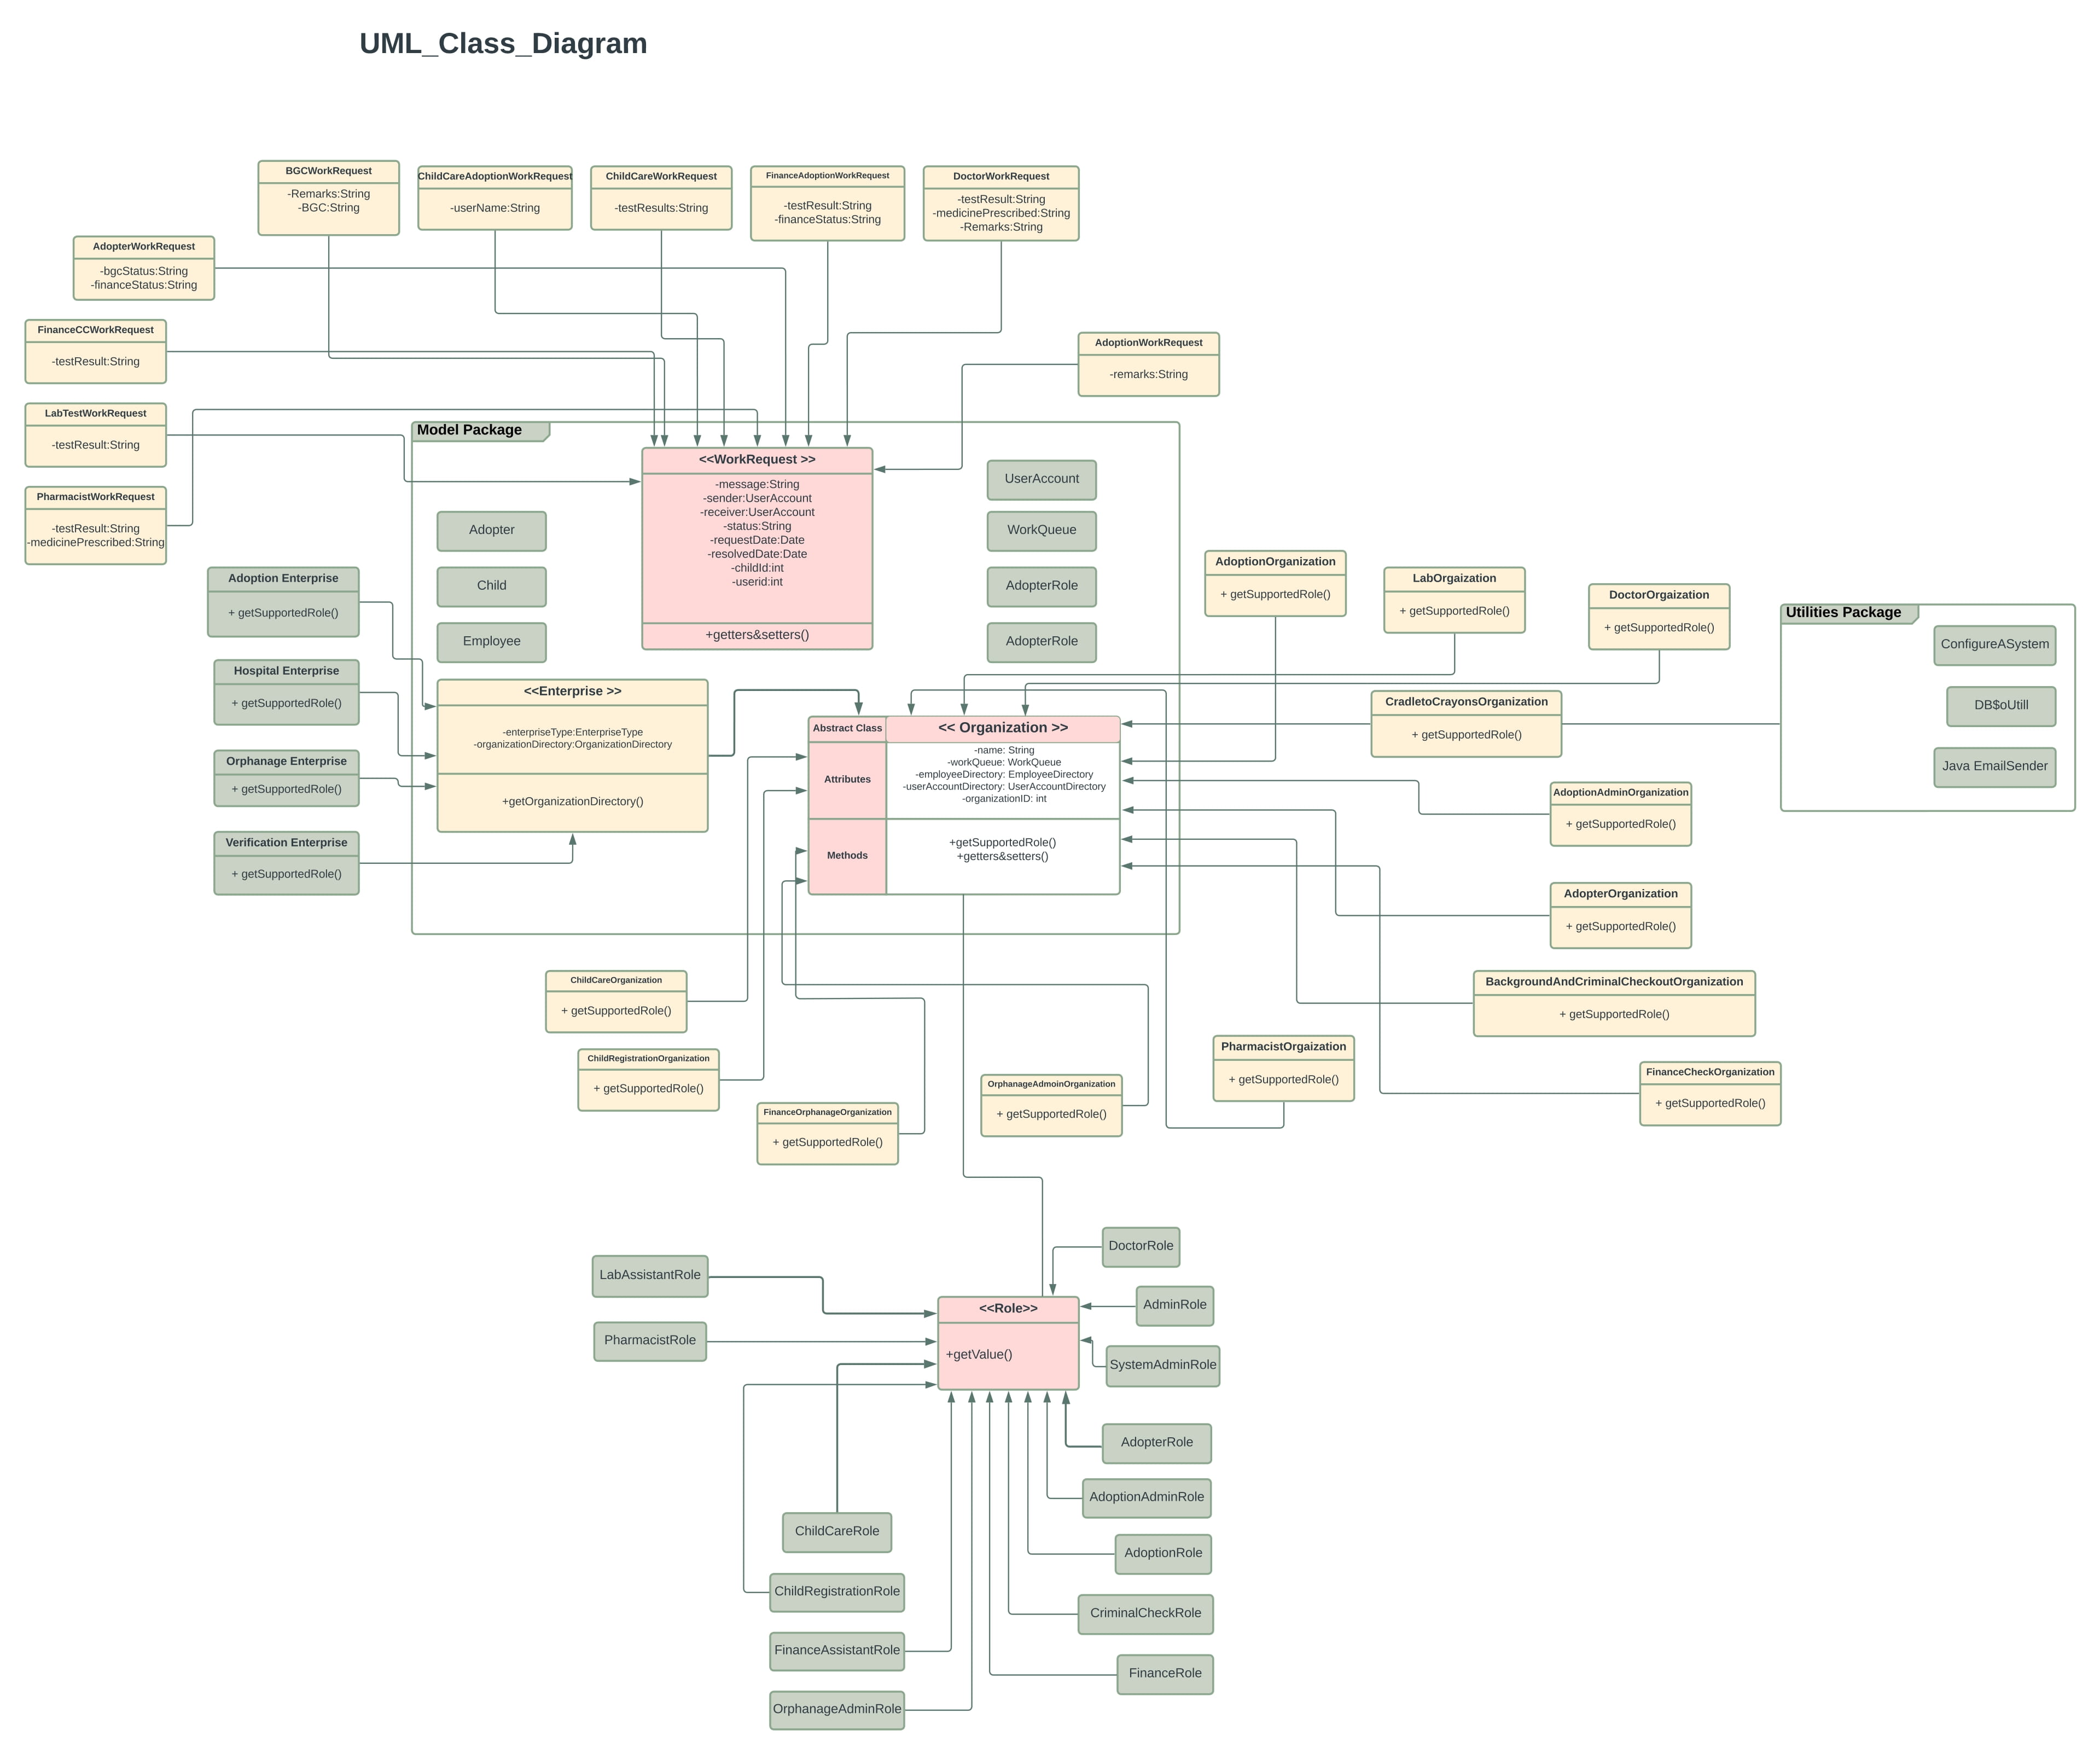 UML_Class_Diagram
BGCWorkRequest
-Remarks:String
-BGC:String
ChildCareAdoptionWorkRequest
-userName:String
ChildCareWorkRequest
-testResults:String
FinanceAdoptionWorkRequest
-testResult:String
-financeStatus:String
DoctorWorkRequest
-testResult:String
-medicinePrescribed:String
-Remarks:String
AdopterWorkRequest
-bgcStatus:String
-financeStatus:String
FinanceCCWorkRequest
-testResult:String
AdoptionWorkRequest
-remarks:String
LabTestWorkRequest
-testResult:String
PharmacistWorkRequest
-testResult:String
-medicinePrescribed:String
Model Package
<<WorkRequest >>
-message:String
-sender:UserAccount
-receiver:UserAccount
-status:String
-requestDate:Date
-resolvedDate:Date
-childId:int
-userid:int
+getters&setters()
Adopter
Child
Employee
UserAccount
WorkQueue
AdopterRole
AdopterRole
Adoption Enterprise
+ getSupportedRole()
Hospital Enterprise
+ getSupportedRole()
Orphanage Enterprise
+ getSupportedRole()
Verification Enterprise
+ getSupportedRole()
<<Enterprise >>
-enterpriseType:EnterpriseType
-organizationDirectory:OrganizationDirectory
+getOrganizationDirectory()
Abstract Class
<< Organization >>
Attributes
-name: String
-workQueue: WorkQueue
-employeeDirectory: EmployeeDirectory
-userAccountDirectory: UserAccountDirectory
-organizationID: int
Methods
+getSupportedRole()
+getters&setters()
AdoptionOrganization
+ getSupportedRole()
LabOrgaization
+ getSupportedRole()
DoctorOrgaization
+ getSupportedRole()
CradletoCrayonsOrganization
+ getSupportedRole()
Utilities Package
ConfigureASystem
DB$oUtill
Java EmailSender
AdoptionAdminOrganization
+ getSupportedRole()
AdopterOrganization
+ getSupportedRole()
BackgroundAndCriminalCheckoutOrganization
+ getSupportedRole()
FinanceCheckOrganization
+ getSupportedRole()
PharmacistOrgaization
+ getSupportedRole()
ChildCareOrganization
+ getSupportedRole()
ChildRegistrationOrganization
+ getSupportedRole()
FinanceOrphanageOrganization
+ getSupportedRole()
OrphanageAdmoinOrganization
+ getSupportedRole()
LabAssistantRole
PharmacistRole
<<Role>>
+getValue()
DoctorRole
AdminRole
SystemAdminRole
AdopterRole
AdoptionAdminRole
AdoptionRole
CriminalCheckRole
FinanceRole
ChildCareRole
ChildRegistrationRole
FinanceAssistantRole
OrphanageAdminRole